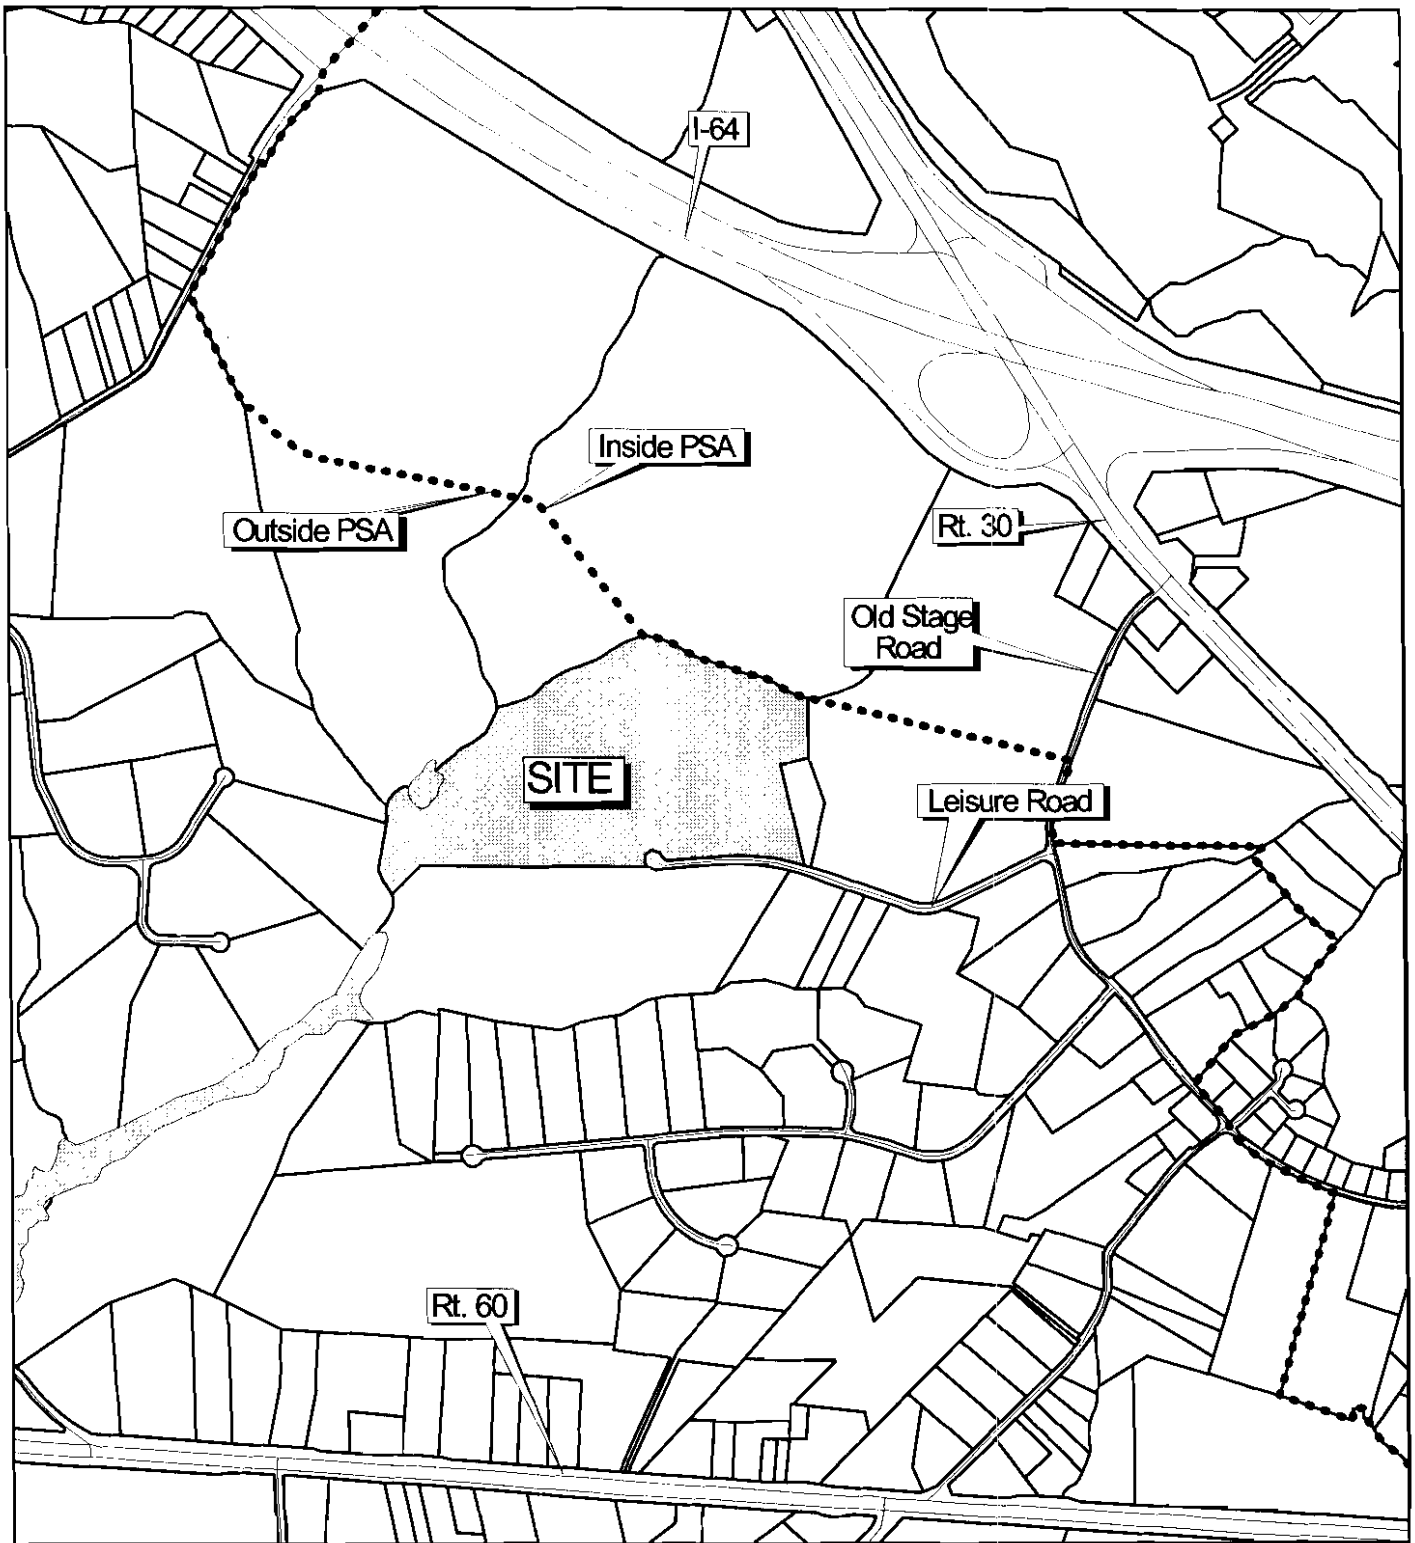 I-64
Inside PSA
Outside PSA
Rt. 30
Old Stage
Road
SITE
Leisure Road
Rt. 60